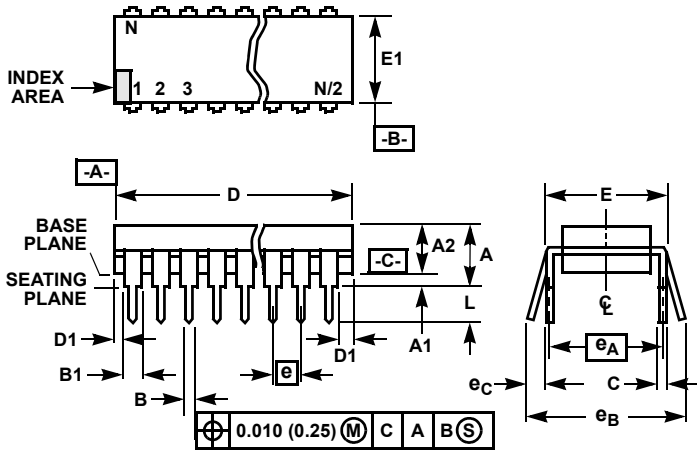 N
INDEX
AREA
1 2 3 N/2
E1
-B-
-A-
D
E
BASE
PLANE
A2
A
-C-
SEATING
PLANE
L
C
L
D1
A1
D1
eA
B1
e
eC
C
B
eB
0.010 (0.25) M C A B S